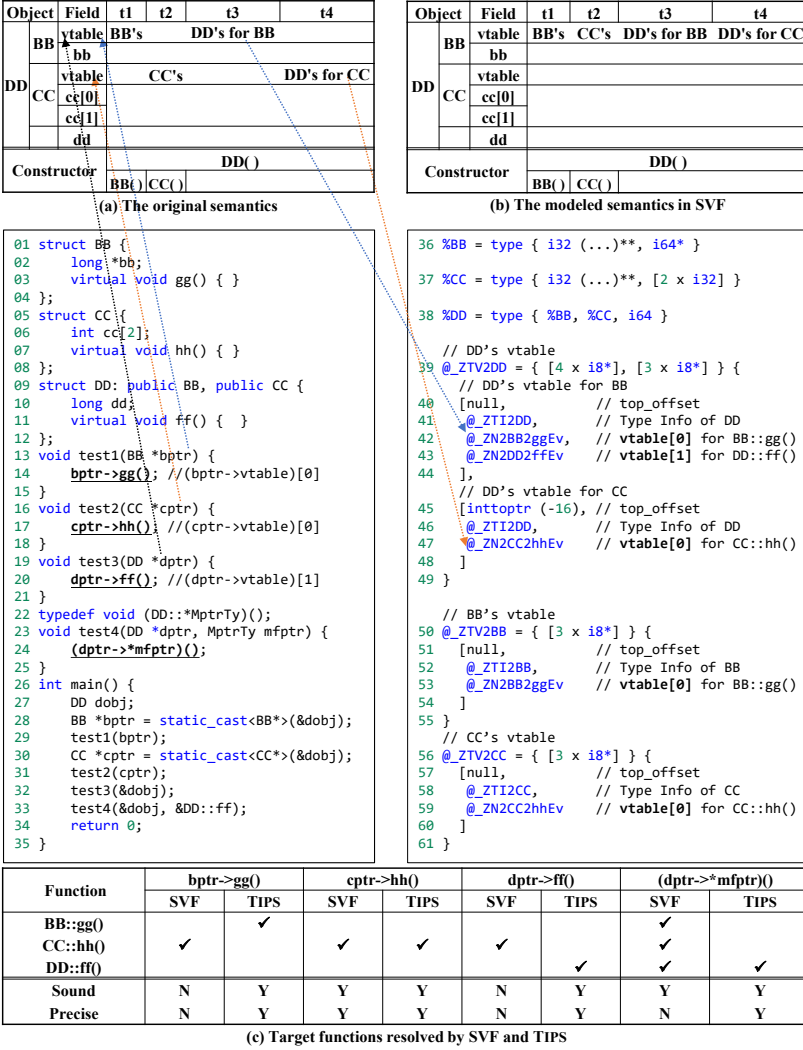 Object Field t1 t2 t3 t4
DD BB vtable BB's DD's for BB
bb
CC vtable CC's DD's for CC
cc[0]
cc[1]
dd
Constructor DD( )
BB( ) CC( )
(a) The original semantics
Object Field t1 t2 t3 t4
DD BB vtable BB's CC's DD's for BB DD's for CC
bb
CC vtable
cc[0]
cc[1]
dd
Constructor DD( )
BB() CC( )
(b) The modeled semantics in SVF
01 struct BB {
02 long *bb;
03 virtual void gg() { }
04 };
05 struct CC {
06 int cc[2];
07 virtual void hh() { }
08 };
09 struct DD: public BB, public CC {
10 long dd;
11 virtual void ff() { }
12 };
13 void test1(BB *bptr) {
14 bptr->gg(); //(bptr->vtable)[0]
15 }
16 void test2(CC *cptr) {
17 cptr->hh(); //(cptr->vtable)[0]
18 }
19 void test3(DD *dptr) {
20 dptr->ff(); //(dptr->vtable)[1]
21 }
22 typedef void (DD::*MptrTy)();
23 void test4(DD *dptr, MptrTy mfptr) {
24 (dptr->*mfptr)();
25 }
26 int main() {
27 DD dobj;
28 BB *bptr = static_cast<BB*>(&dobj);
29 test1(bptr);
30 CC *cptr = static_cast<CC*>(&dobj);
31 test2(cptr);
32 test3(&dobj);
33 test4(&dobj, &DD::ff);
34 return 0;
35 }
36 %BB = type { i32 (...)**, i64* }
37 %CC = type { i32 (...)**, [2 x i32] }
38 %DD = type { %BB, %CC, i64 }
// DD’s vtable
39 @_ZTV2DD = { [4 x i8*], [3 x i8*] } {
// DD’s vtable for BB
40 [null, // top_offset
41 @_ZTI2DD, // Type Info of DD
42 @_ZN2BB2ggEv, // vtable[0] for BB::gg()
43 @_ZN2DD2ffEv // vtable[1] for DD::ff()
44 ],
// DD’s vtable for CC
45 [inttoptr (-16), // top_offset
46 @_ZTI2DD, // Type Info of DD
47 @_ZN2CC2hhEv // vtable[0] for CC::hh()
48 ]
49 }
// BB’s vtable
50 @_ZTV2BB = { [3 x i8*] } {
51 [null, // top_offset
52 @_ZTI2BB, // Type Info of BB
53 @_ZN2BB2ggEv // vtable[0] for BB::gg()
54 ]
55 }
// CC’s vtable
56 @_ZTV2CC = { [3 x i8*] } {
57 [null, // top_offset
58 @_ZTI2CC, // Type Info of CC
59 @_ZN2CC2hhEv // vtable[0] for CC::hh()
60 ]
61 }
Function bptr->gg() cptr->hh() dptr->ff() (dptr->*mfptr)()
SVF TIPS SVF TIPS SVF TIPS SVF TIPS
BB::gg() ✓ ✓
CC::hh() ✓ ✓ ✓ ✓ ✓
DD::ff() ✓ ✓ ✓
Sound N Y Y Y N Y Y Y
Precise N Y Y Y N Y N Y
(c) Target functions resolved by SVF and TIPS